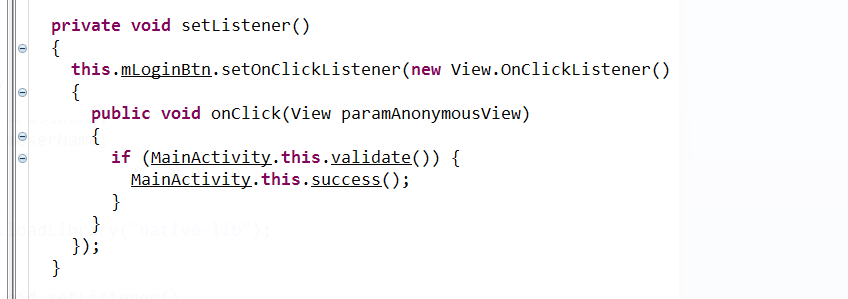 private void setListener()
{
this.mLoginBtn.setOnClickListener(new View.OnClickListener()
{
public void onClick(View paramAnonymousView)
{
if (MainActivity.this.validate()) {
MainActivity.this.success();
}
}
});
}